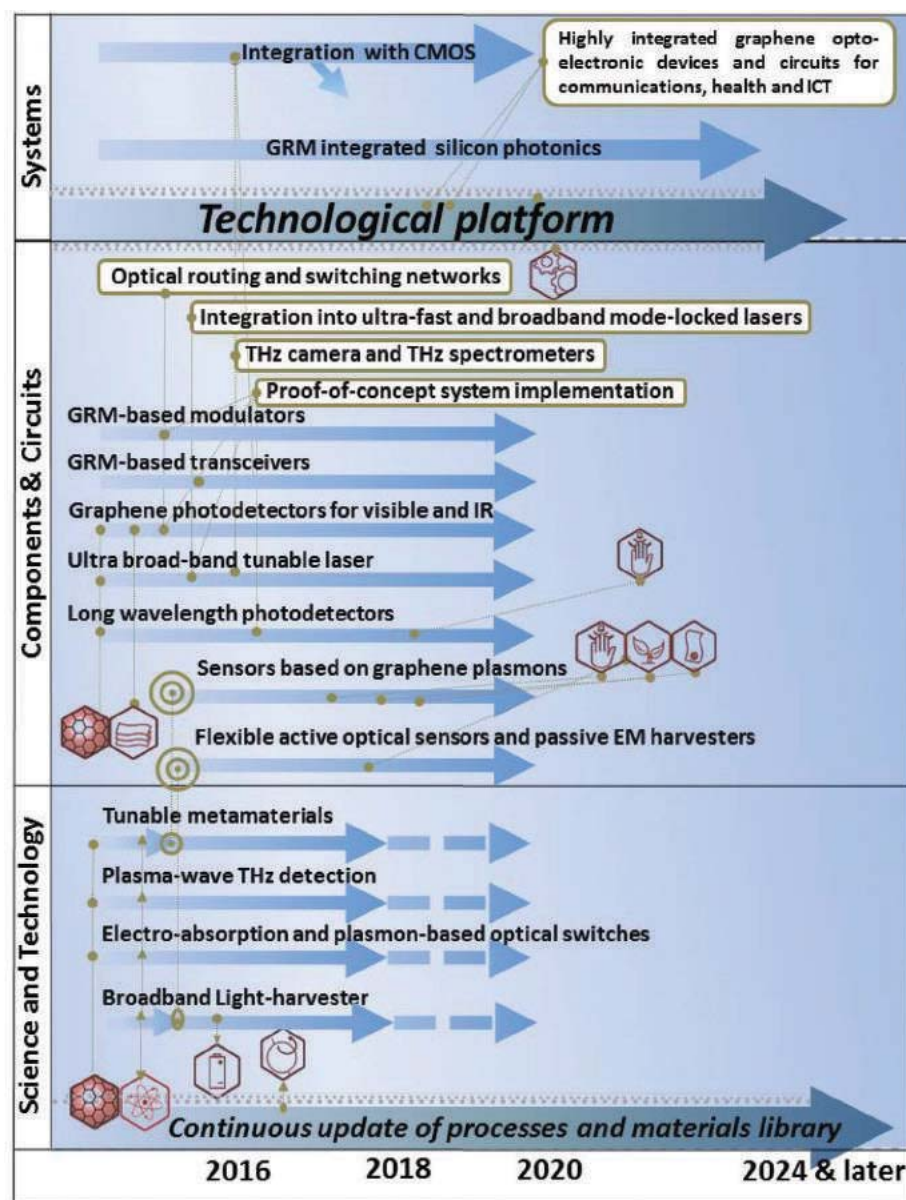 Systems
Integration with CMOS
Highly integrated graphene opto-
electronic devices and circuits for
communications, health and ICT
GRM integrated silicon photonics
Technological platform
Components & Circuits
Optical routing and switching networks
Integration into ultra-fast and broadband mode-locked lasers
THz camera and THz spectrometers
Proof-of-concept system implementation
GRM-based modulators
GRM-based transceivers
Graphene photodetectors for visible and IR
Ultra broad-band tunable laser
Long wavelength photodetectors
Sensors based on graphene plasmons
Flexible active optical sensors and passive EM harvesters
Science and Technology
Tunable metamaterials
Plasma-wave THz detection
Electro-absorption and plasmon-based optical switches
Broadband Light-harvester
Continuous update of processes and materials library
2016 2018 2020 2024 & later